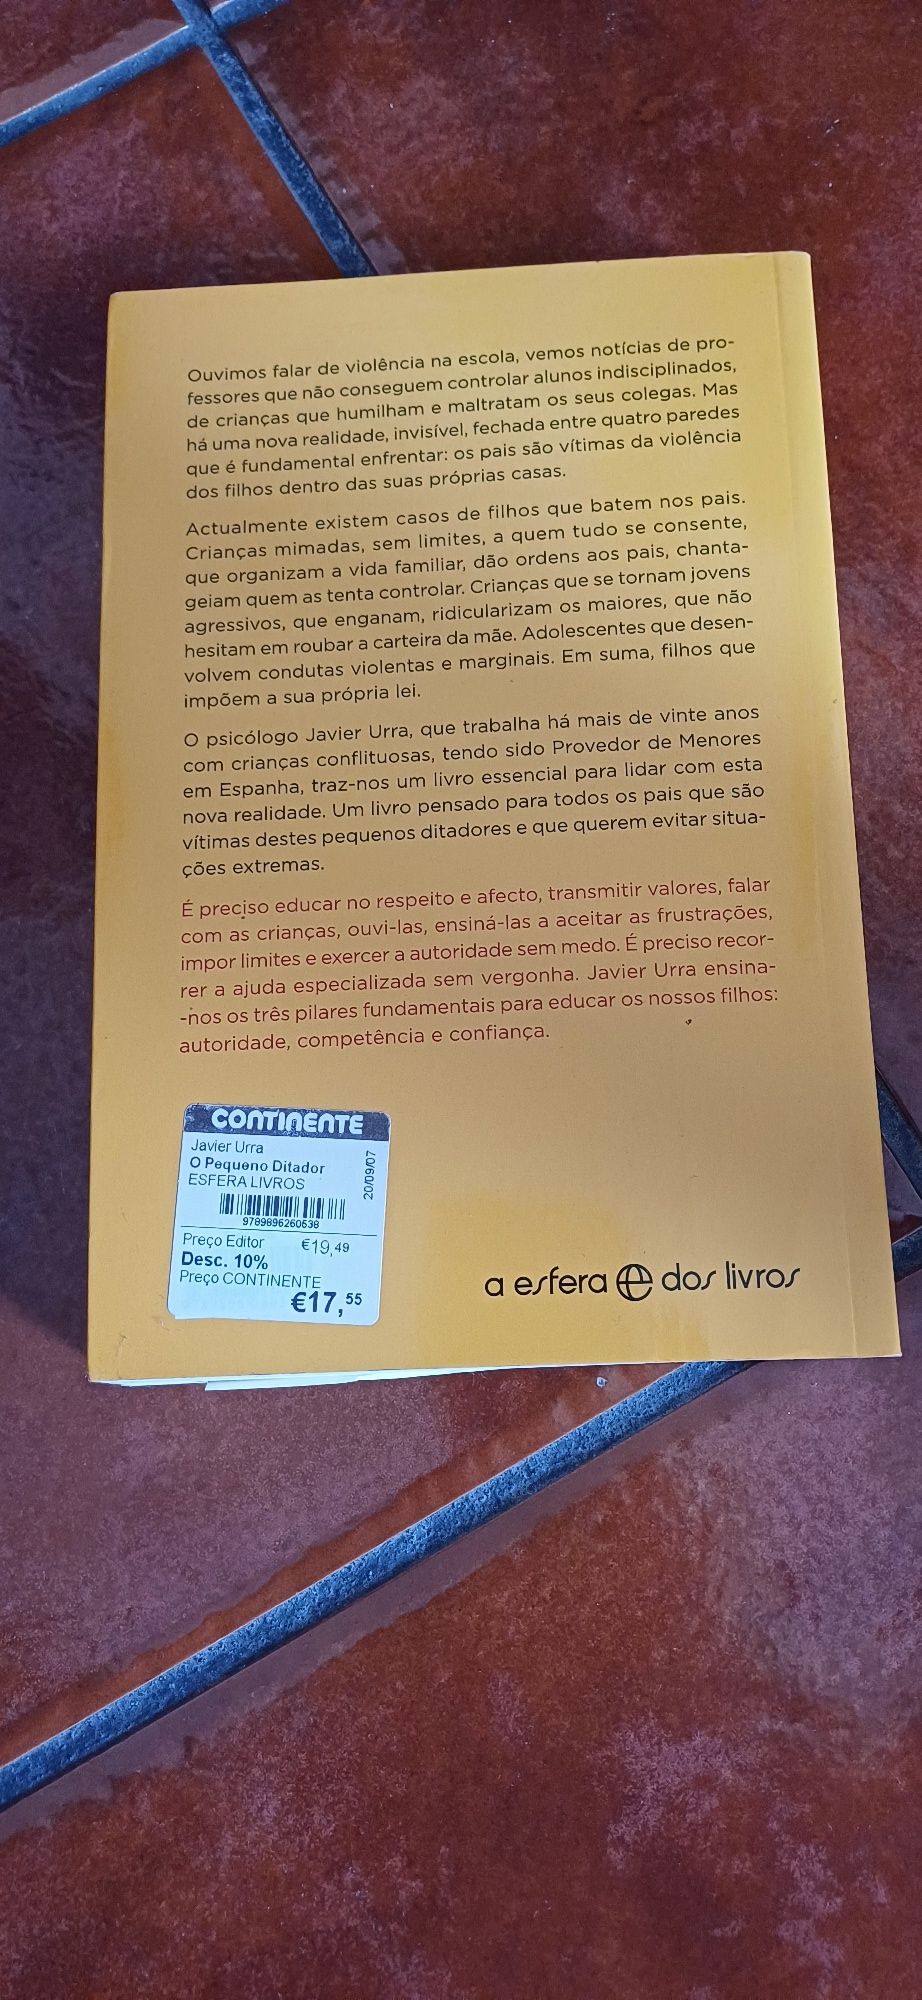 Ouvimos falar de violência na escola, vemos notícias de pro-
fessores que não conseguem controlar alunos indisciplinados,
de crianças que humilham e maltratam os seus colegas. Mas
há uma nova realidade, invisível, fechada entre quatro paredes
que é fundamental enfrentar: os pais são vítimas da violência
dos filhos dentro das suas próprias casas.
Actualmente existem casos de filhos que batem nos pais.
Crianças mimadas, sem limites, a quem tudo se consente,
que organizam a vida familiar, dão ordens aos pais, chanta-
geiam quem as tenta controlar. Crianças que se tornam jovens
agressivos, que enganam, ridicularizam os maiores, que não
hesitam em roubar a carteira da mãe. Adolescentes que desen-
volvem condutas violentas e marginais. Em suma, filhos que
impõem a sua própria lei.
O psicólogo Javier Urra, que trabalha há mais de vinte anos
com crianças conflituosas, tendo sido Provedor de Menores
em Espanha, traz-nos um livro essencial para lidar com esta
nova realidade. Um livro pensado para todos os pais que são
vítimas destes pequenos ditadores e que querem evitar situa-
ções extremas.
É preciso educar no respeito e afecto, transmitir valores, falar
com as crianças, ouvi-las, ensiná-las a aceitar as frustrações,
impor limites e exercer a autoridade sem medo. É preciso recor-
rer a ajuda especializada sem vergonha. Javier Urra ensina-
-nos os três pilares fundamentais para educar os nossos filhos:
autoridade, competência e confiança.
CONTINENTE
Javier Urra
O Pequeno Ditador
ESFERA LIVROS
20/09/07
9789896260538
Preço Editor €19,49
Desc. 10%
Preço CONTINENTE
€17,55
a esfera dos livros